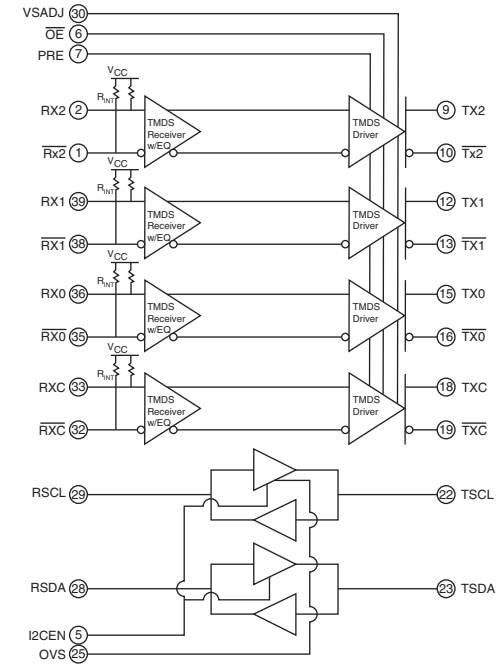 VSADJ 30
OE 6
PRE 7
VCC
RINT
RX2 2
TMDS
Receiver
w/EQ
TMDS
Driver
9 TX2
Rx2 1
10 Tx2
VCC
RINT
RX1 39
TMDS
Receiver
w/EQ
TMDS
Driver
12 TX1
RX1 38
13 TX1
VCC
RINT
RX0 36
TMDS
Receiver
w/EQ
TMDS
Driver
15 TX0
RX0 35
16 TX0
VCC
RINT
RXC 33
TMDS
Receiver
w/EQ
TMDS
Driver
18 TXC
RXC 32
19 TXC
RSCL 29
22 TSCL
RSDA 28
23 TSDA
I2CEN 5
OVS 25